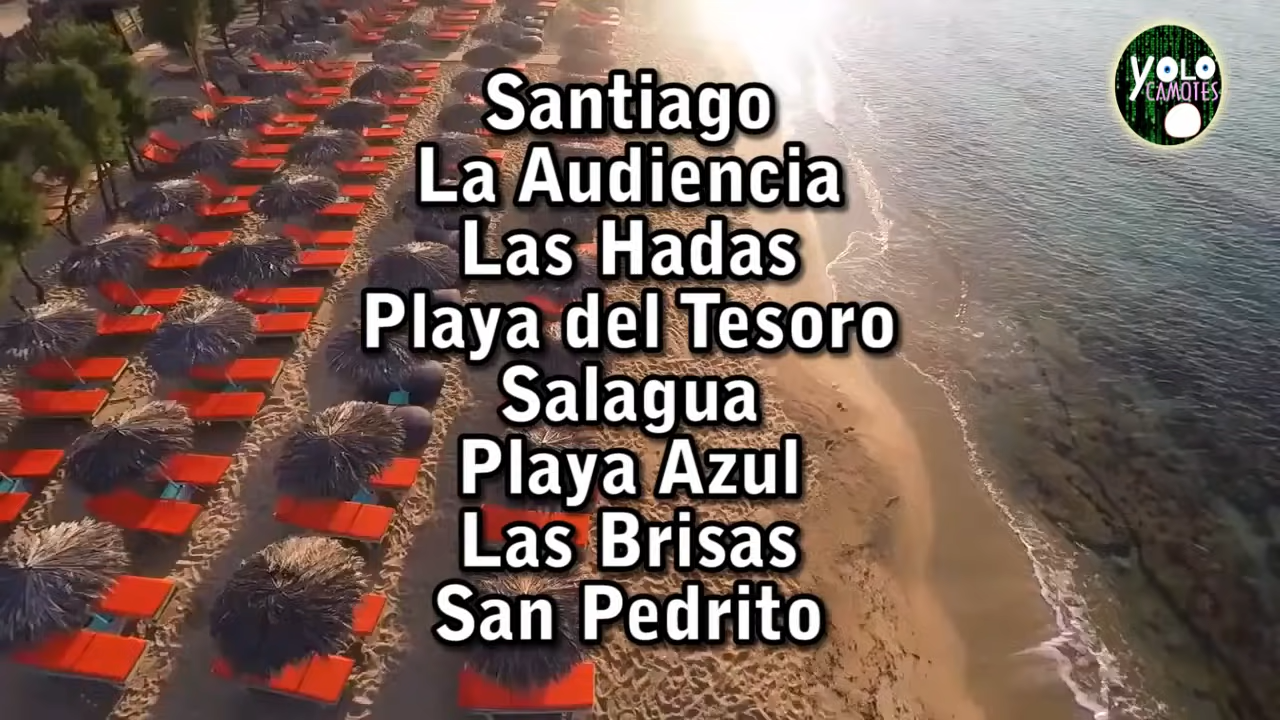 YOLO
CAMOTES
Santiago
La Audiencia
Las Hadas
Playa del Tesoro
Salagua
Playa Azul
Las Brisas
San Pedrito